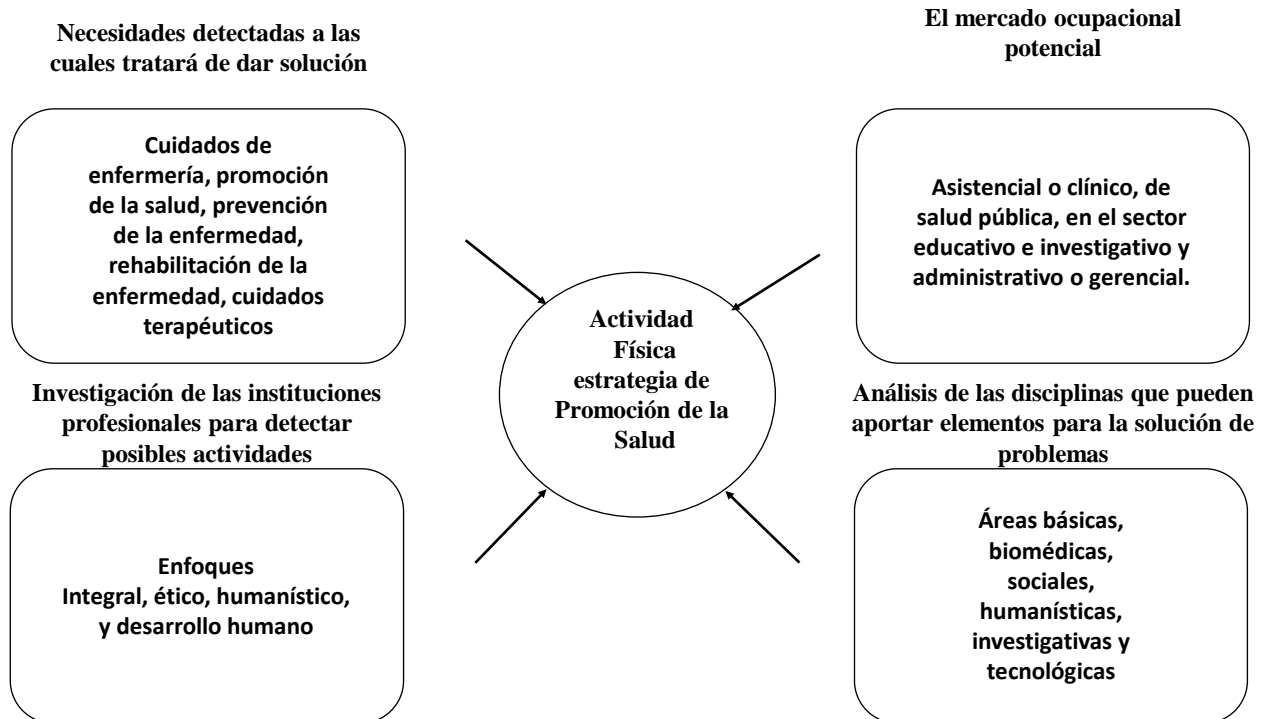 Necesidades detectadas a las
cuales tratará de dar solución
Cuidados de
enfermería, promoción
de la salud, prevención
de la enfermedad,
rehabilitación de la
enfermedad, cuidados
terapéuticos
El mercado ocupacional
potencial
Asistencial o clínico, de
salud pública, en el sector
educativo e investigativo y
administrativo o gerencial.
Actividad
Física
estrategia de
Promoción de la
Salud
Investigación de las instituciones
profesionales para detectar
posibles actividades
Enfoques
Integral, ético, humanístico,
y desarrollo humano
Análisis de las disciplinas que pueden
aportar elementos para la solución de
problemas
Áreas básicas,
biomédicas,
sociales,
humanísticas,
investigativas y
tecnológicas